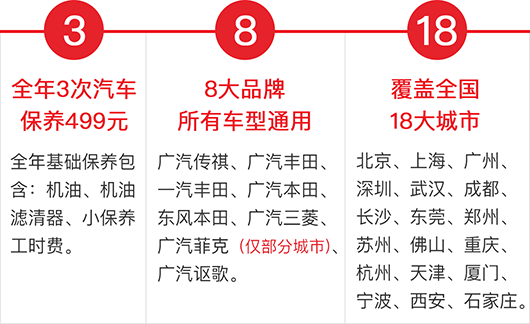 3
全年3次汽车
保养499元
全年基础保养包
含：机油、机油
滤清器、小保养
工时费。
8
8大品牌
所有车型通用
广汽传祺、广汽丰田、
一汽丰田、广汽本田、
东风本田、广汽三菱、
广汽菲克（仅部分城市）、
广汽讴歌。
18
覆盖全国
18大城市
北京、上海、广州、
深圳、武汉、成都、
长沙、东莞、郑州、
苏州、佛山、重庆、
杭州、天津、厦门、
宁波、西安、石家庄。